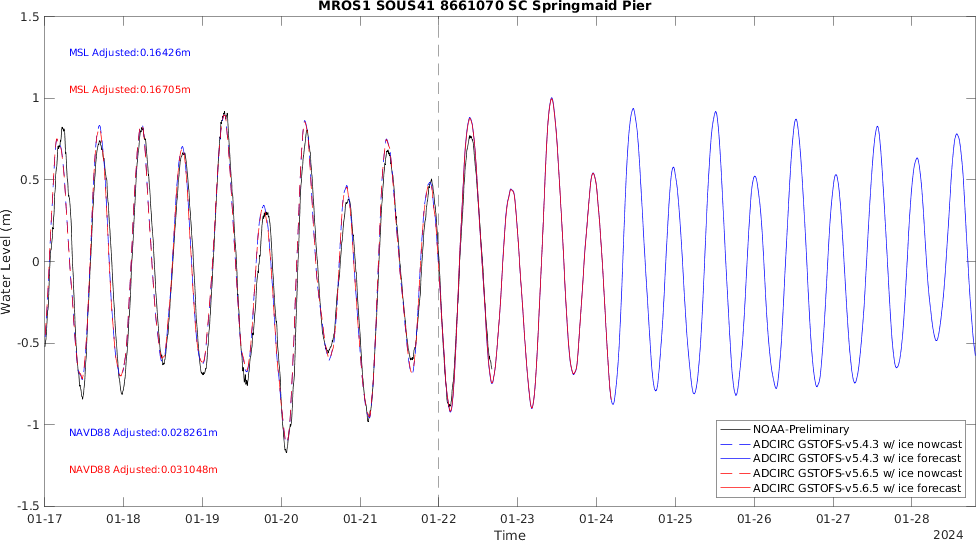 MROS1 SOUS41 8661070 SC Springmaid Pier
1.5
MSL Adjusted:0.16426m
MSL Adjusted:0.16705m
1
0.5
0
-0.5
-1
-1.5
Water Level (m)
NAVD88 Adjusted:0.028261m
NAVD88 Adjusted:0.031048m
NOAA-Preliminary
ADCIRC GSTOFS-v5.4.3 w/ ice nowcast
ADCIRC GSTOFS-v5.4.3 w/ ice forecast
ADCIRC GSTOFS-v5.6.5 w/ ice nowcast
ADCIRC GSTOFS-v5.6.5 w/ ice forecast
01-17 01-18 01-19 01-20 01-21 01-22 01-23 01-24 01-25 01-26 01-27 01-28
Time
2024